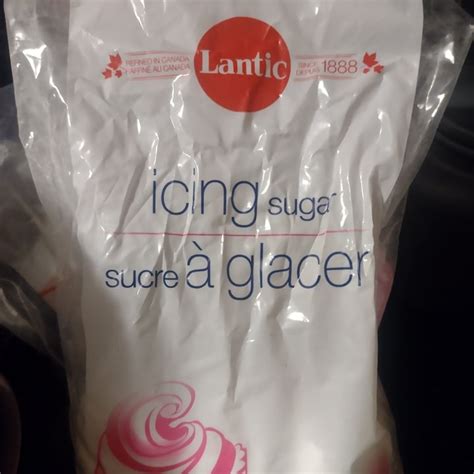 Lantic
REFINED IN CANADA
RAFFINÉ AU CANADA
SINCE
DEPUIS 1888
icing sugar
sucre à glacer